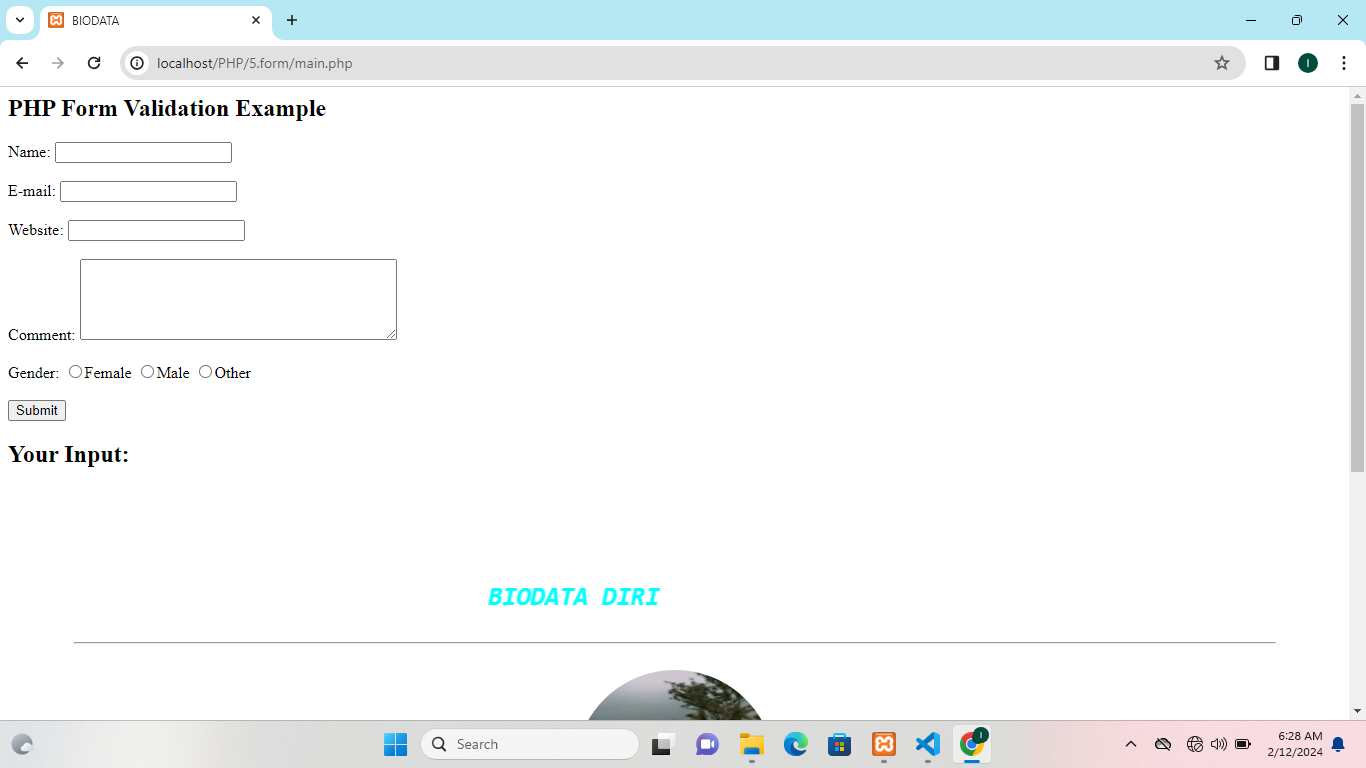 BIODATA
localhost/PHP/5.form/main.php
I
PHP Form Validation Example
Name:
E-mail:
Website:
Comment:
Gender: Female Male Other
Submit
Your Input:
BIODATA DIRI
Search
I
6:28 AM
2/12/2024